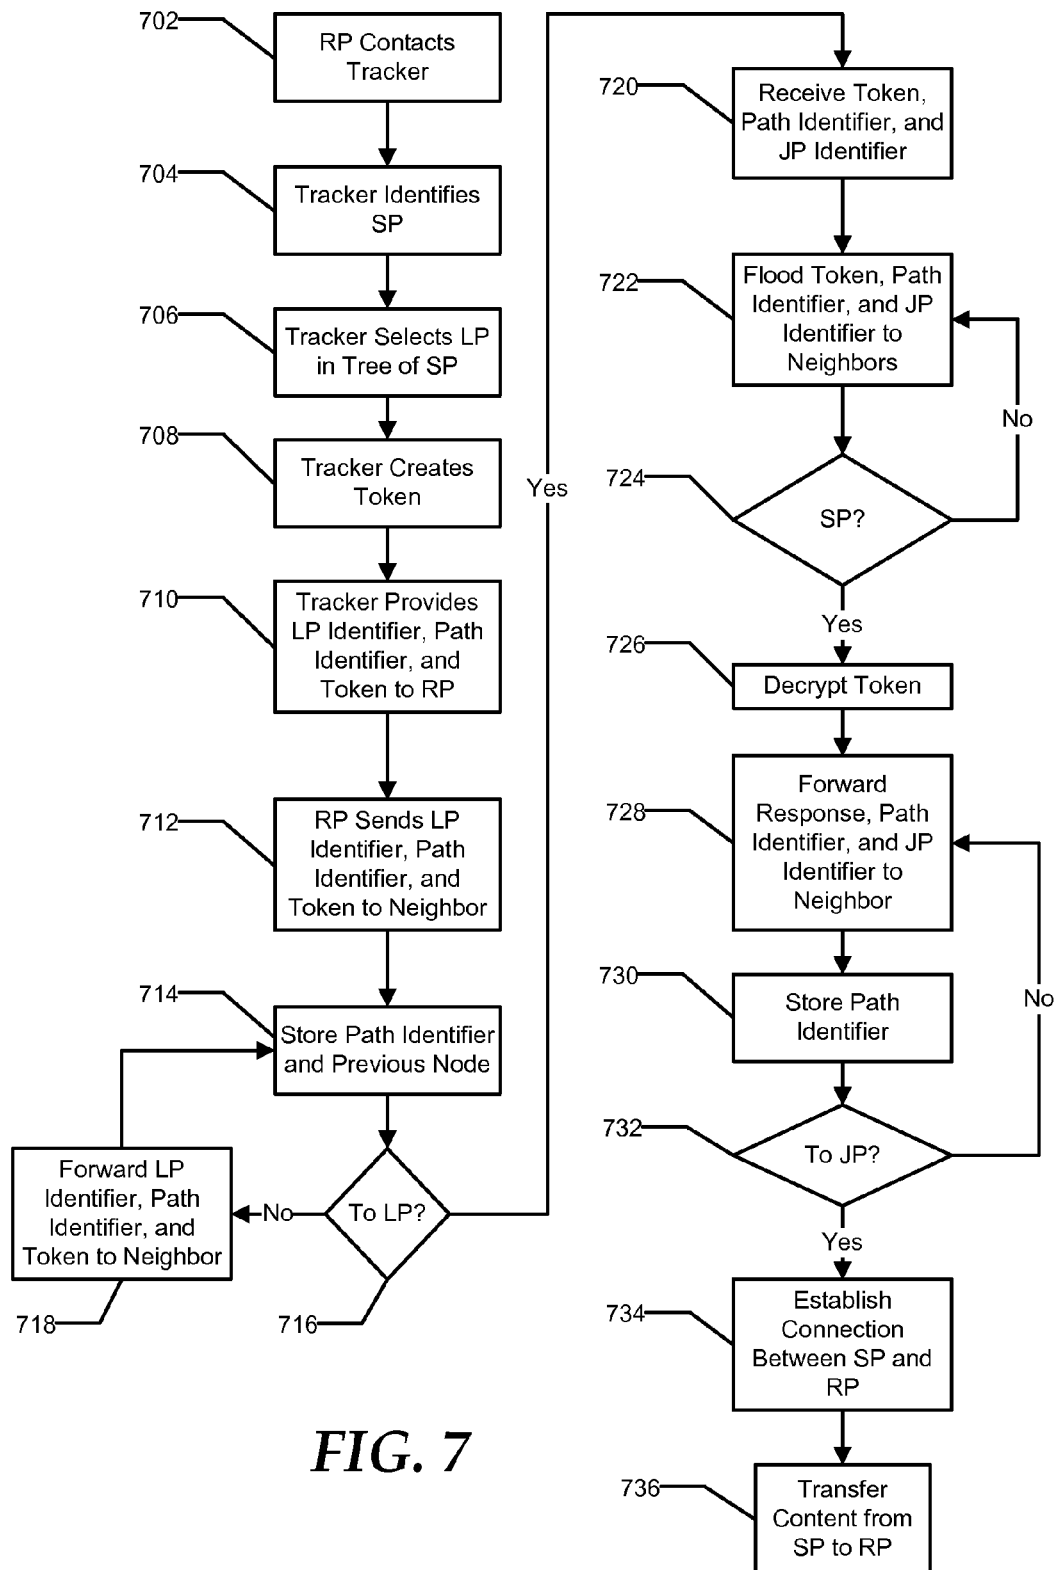 702
RP Contacts
Tracker
704
Tracker Identifies
SP
706
Tracker Selects LP
in Tree of SP
708
Tracker Creates
Token
710
Tracker Provides
LP Identifier, Path
Identifier, and
Token to RP
712
RP Sends LP
Identifier, Path
Identifier, and
Token to Neighbor
714
Store Path Identifier
and Previous Node
To LP?
716
No
Forward LP
Identifier, Path
Identifier, and
Token to Neighbor
718
Yes
720
Receive Token,
Path Identifier, and
JP Identifier
722
Flood Token, Path
Identifier, and JP
Identifier to
Neighbors
No
724
SP?
Yes
726
Decrypt Token
728
Forward
Response, Path
Identifier, and JP
Identifier to
Neighbor
730
Store Path
Identifier
No
732
To JP?
Yes
734
Establish
Connection
Between SP and
RP
736
Transfer
Content from
SP to RP
FIG. 7